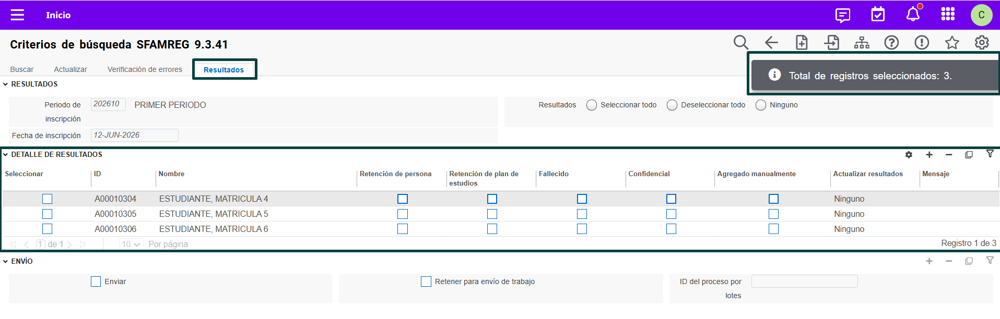 Inicio
C
Criterios de búsqueda SFAMREG 9.3.41
Buscar Actualizar Verificación de errores Resultados
Total de registros seleccionados: 3.
RESULTADOS
Periodo de inscripción 202610 PRIMER PERIODO
Resultados Seleccionar todo Deseleccionar todo Ninguno
Fecha de inscripción 12-JUN-2026
DETALLE DE RESULTADOS
Seleccionar ID Nombre Retención de persona Retención de plan de estudios Fallecido Confidencial Agregado manualmente Actualizar resultados Mensaje
A00010304 ESTUDIANTE, MATRICULA 4 Ninguno
A00010305 ESTUDIANTE, MATRICULA 5 Ninguno
A00010306 ESTUDIANTE, MATRICULA 6 Ninguno
1 de 1 10 Por página Registro 1 de 3
ENVÍO
Enviar Retener para envío de trabajo ID del proceso por lotes